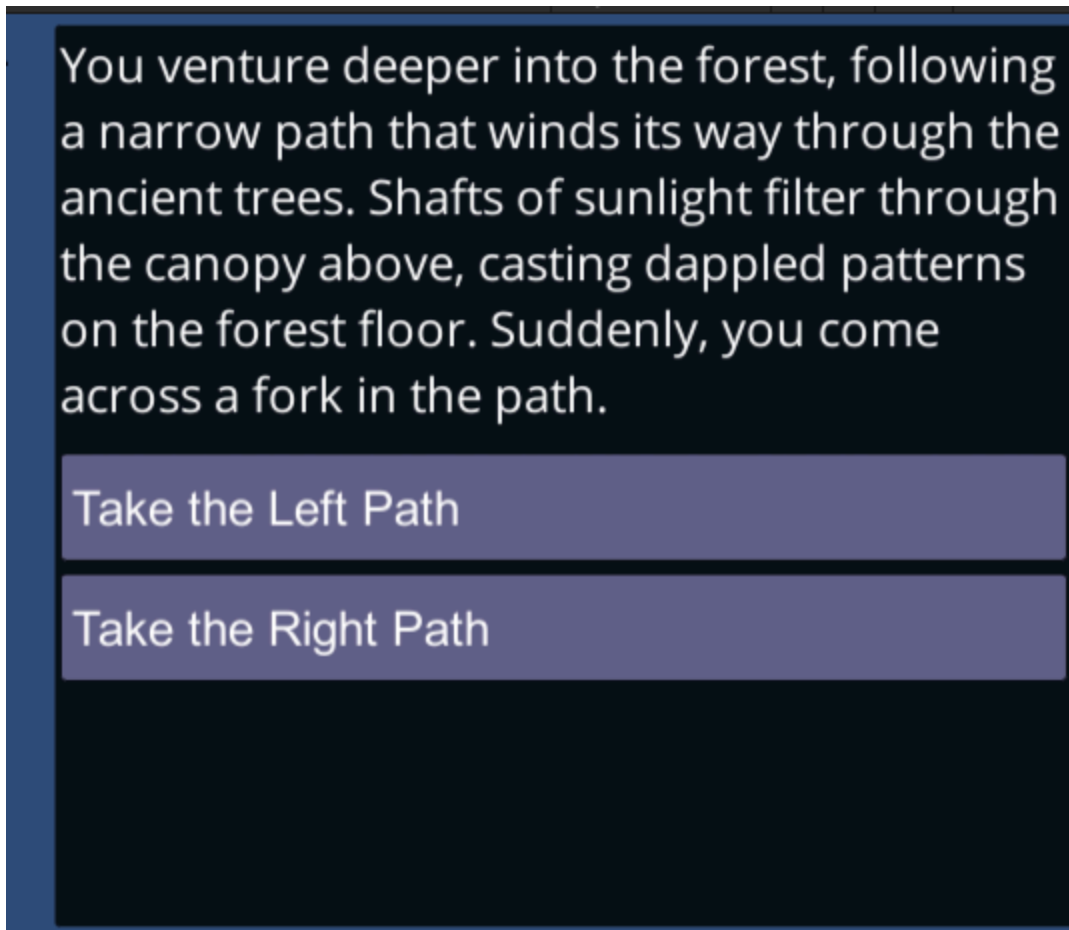 You venture deeper into the forest, following
a narrow path that winds its way through the
ancient trees. Shafts of sunlight filter through
the canopy above, casting dappled patterns
on the forest floor. Suddenly, you come
across a fork in the path.
Take the Left Path
Take the Right Path